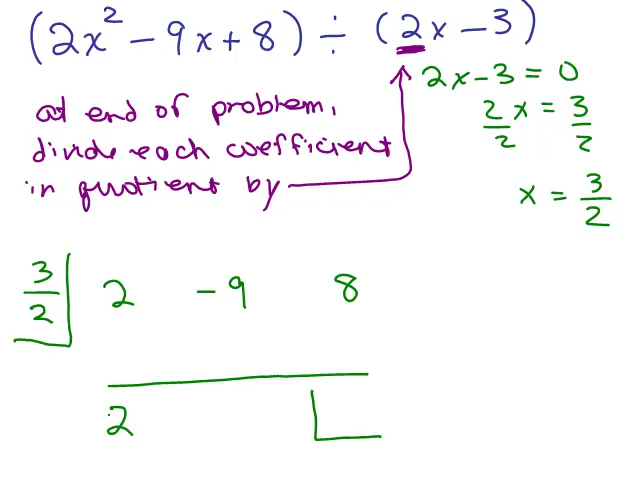 (2x² - 9x + 8) ÷ (2x - 3)
2x - 3 = 0
at end of problem,
2/2 x = 3/2
divide each coefficient
in quotient by
x = 3/2
3/2 2 -9 8
2